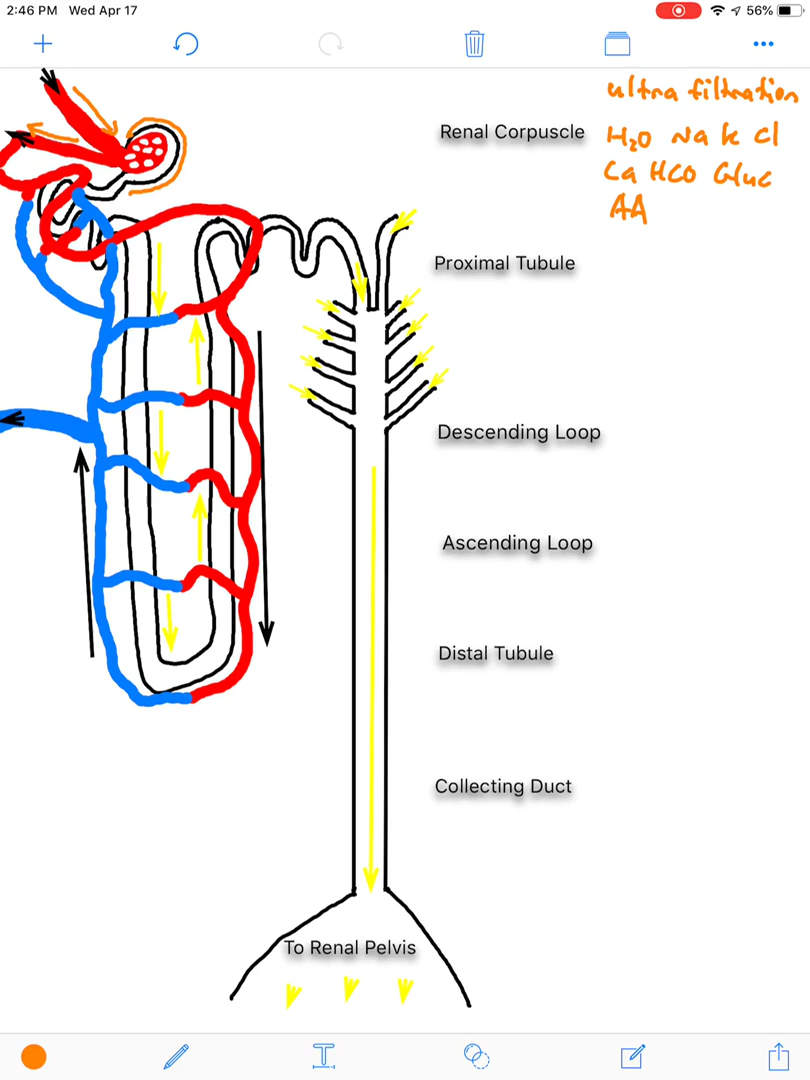 2:46 PM Wed Apr 17
56%
ultra filtration
Renal Corpuscle
H₂O Na K Cl
Ca HCO Gluc
AA
Proximal Tubule
Descending Loop
Ascending Loop
Distal Tubule
Collecting Duct
To Renal Pelvis
T